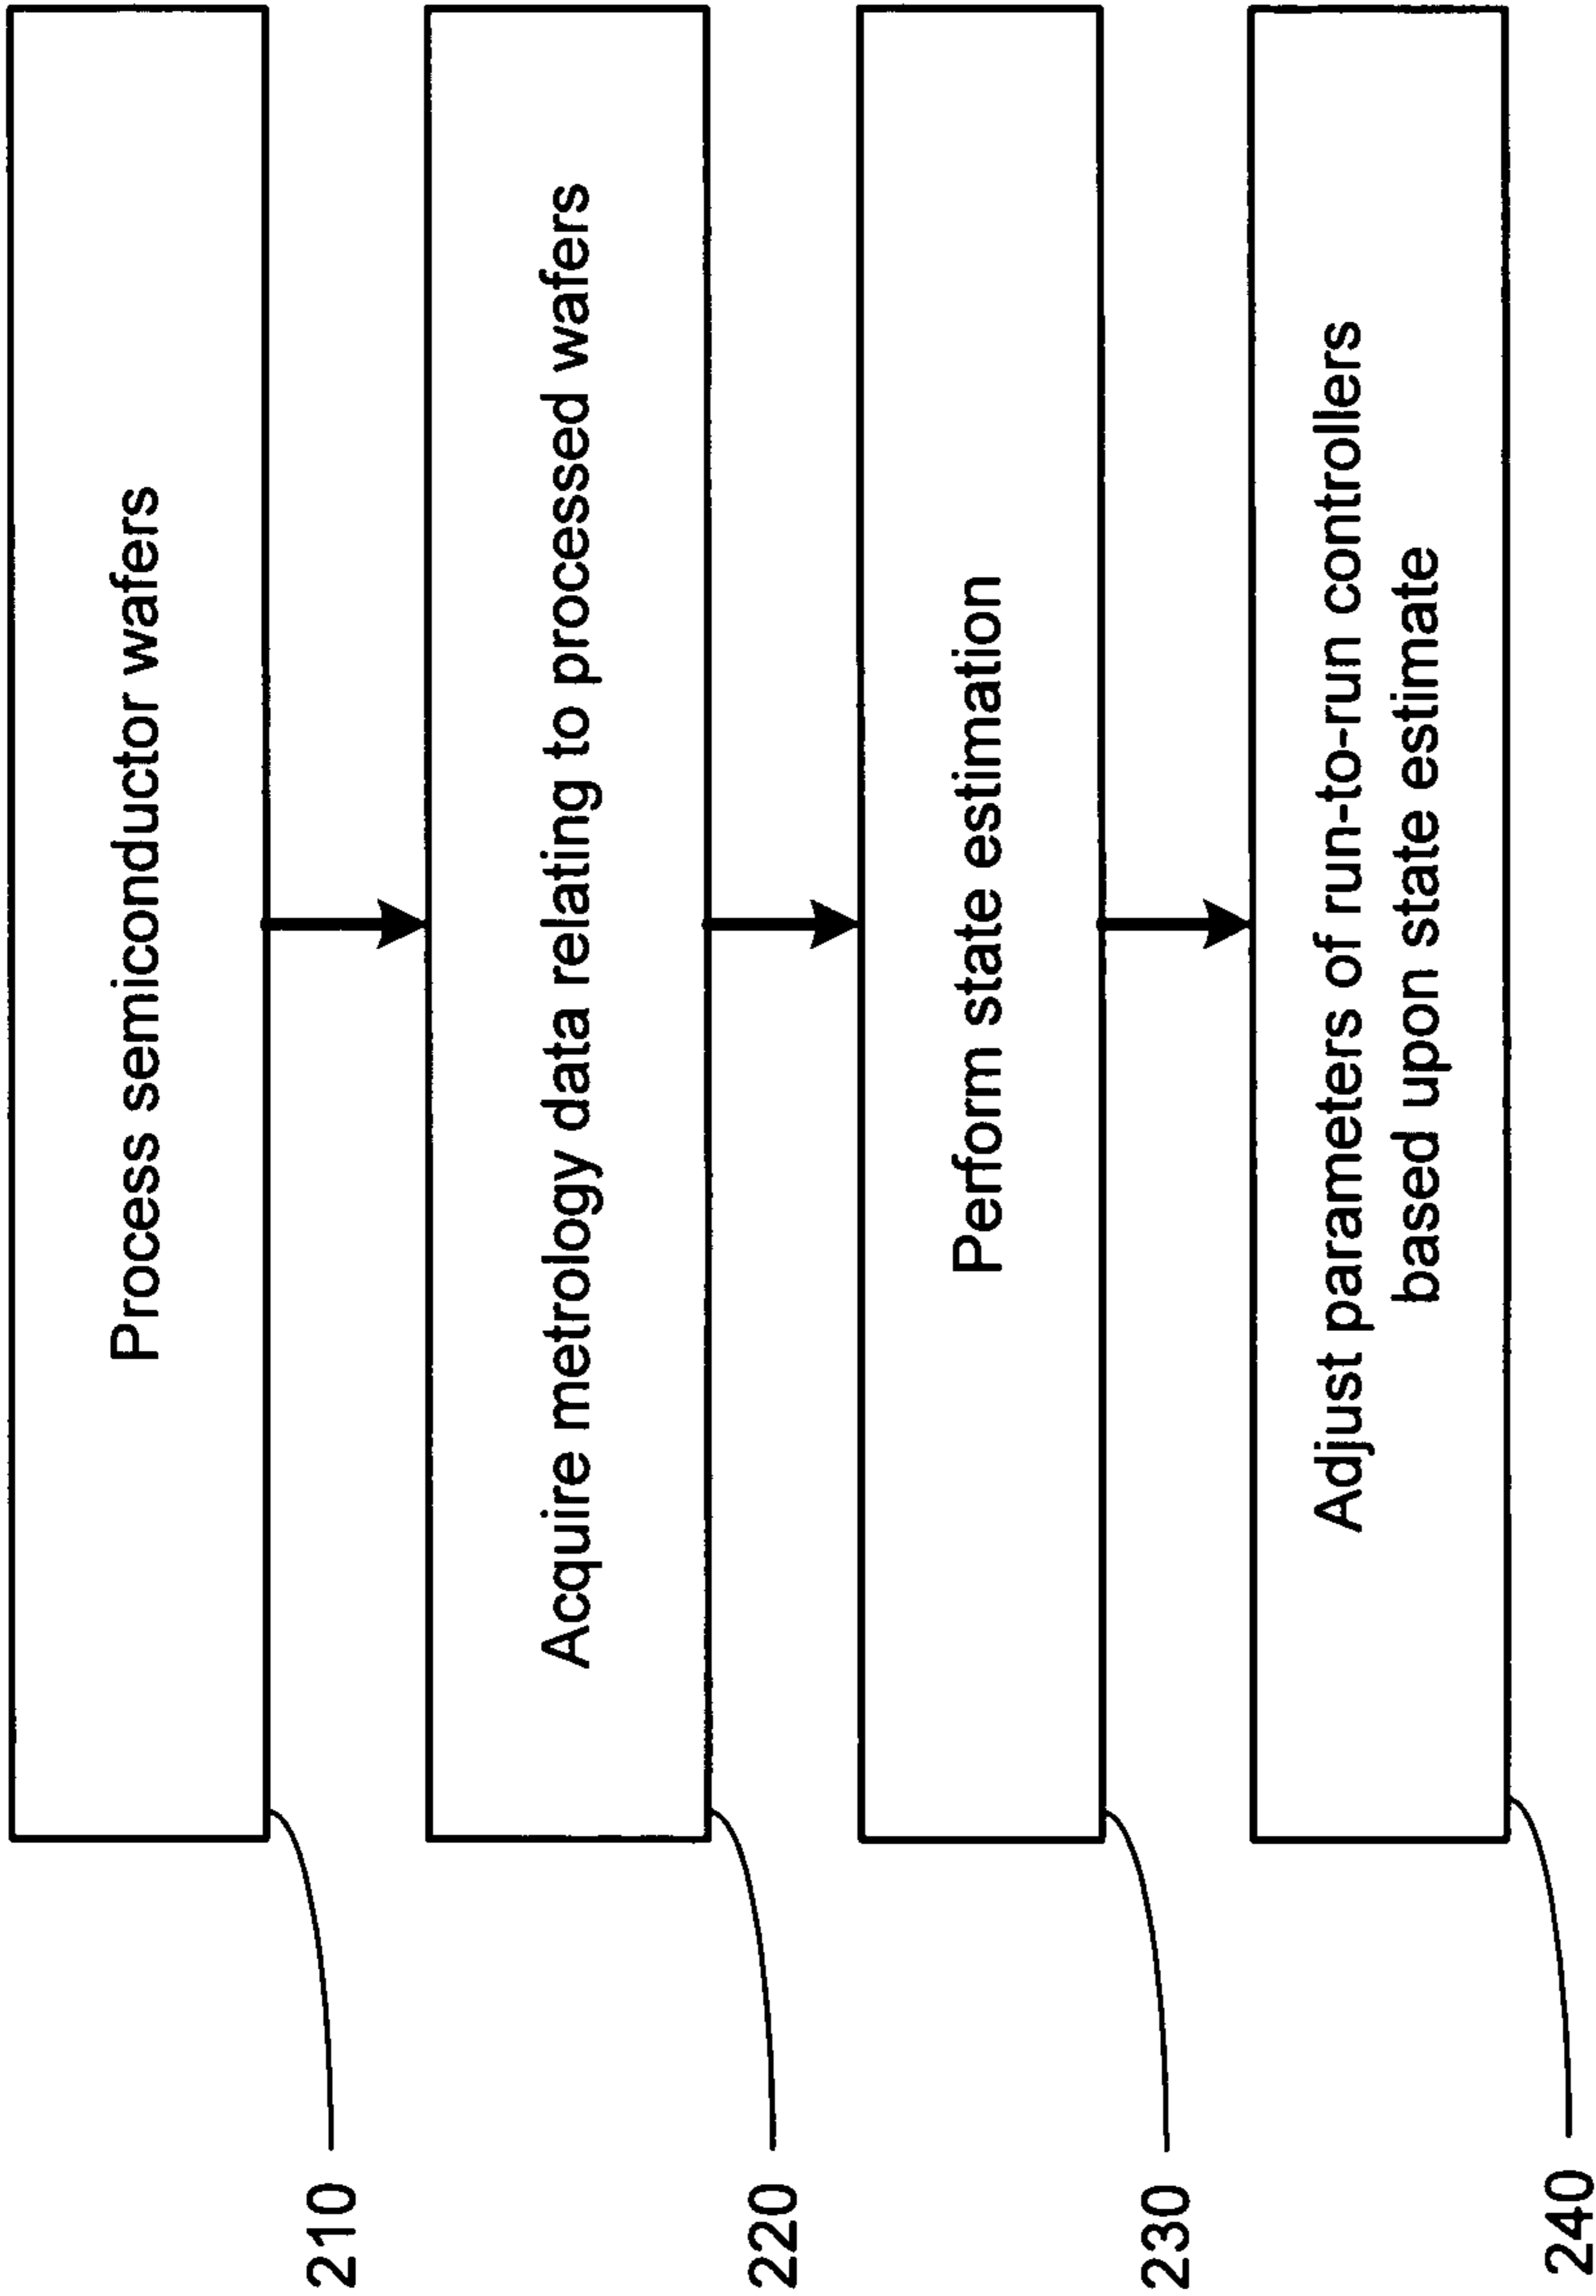 210
Process semiconductor wafers
220
Acquire metrology data relating to processed wafers
230
Perform state estimation
240
Adjust parameters of run-to-run controllers
based upon state estimate